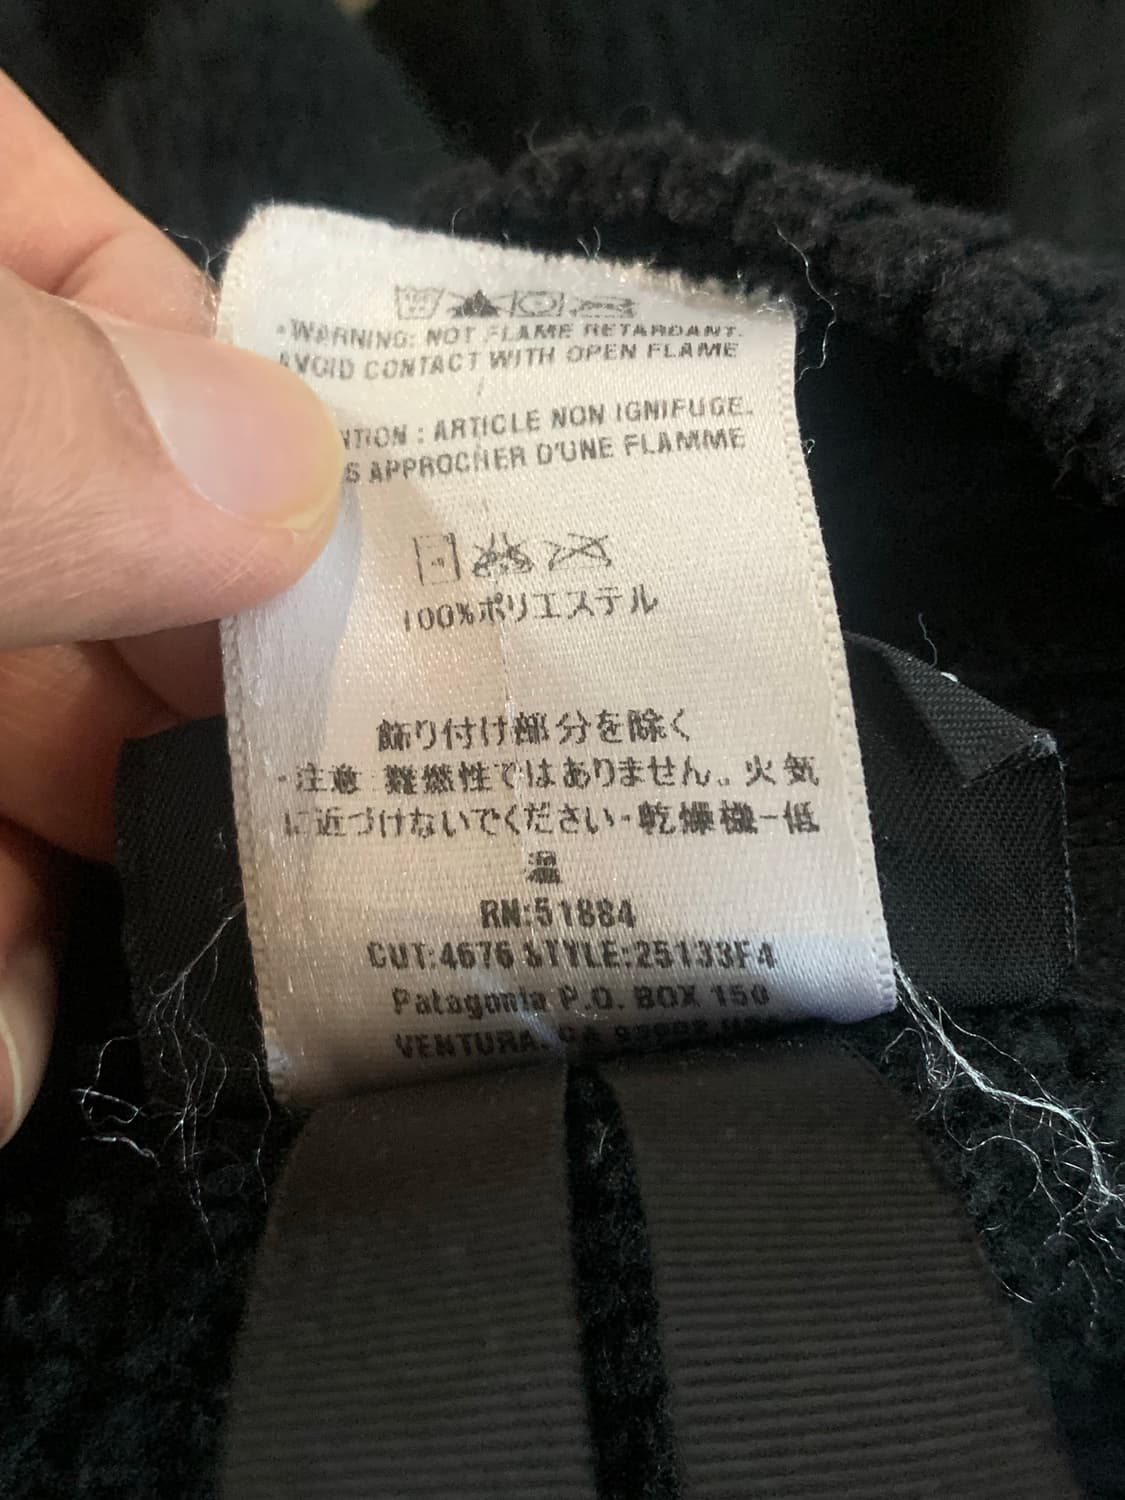 WARNING: NOT FLAME RETARDANT.
AVOID CONTACT WITH OPEN FLAME
NTION : ARTICLE NON IGNIFUGE.
S APPROCHER D'UNE FLAMME
100%ポリエステル
飾り付け部分を除く
・注意 難燃性ではありません。火気
に近づけないでください・乾燥機-低
温
RN:51884
CUT:4676 STYLE:25133F4
Patagonia P.O. BOX 150
VENTURA. CA